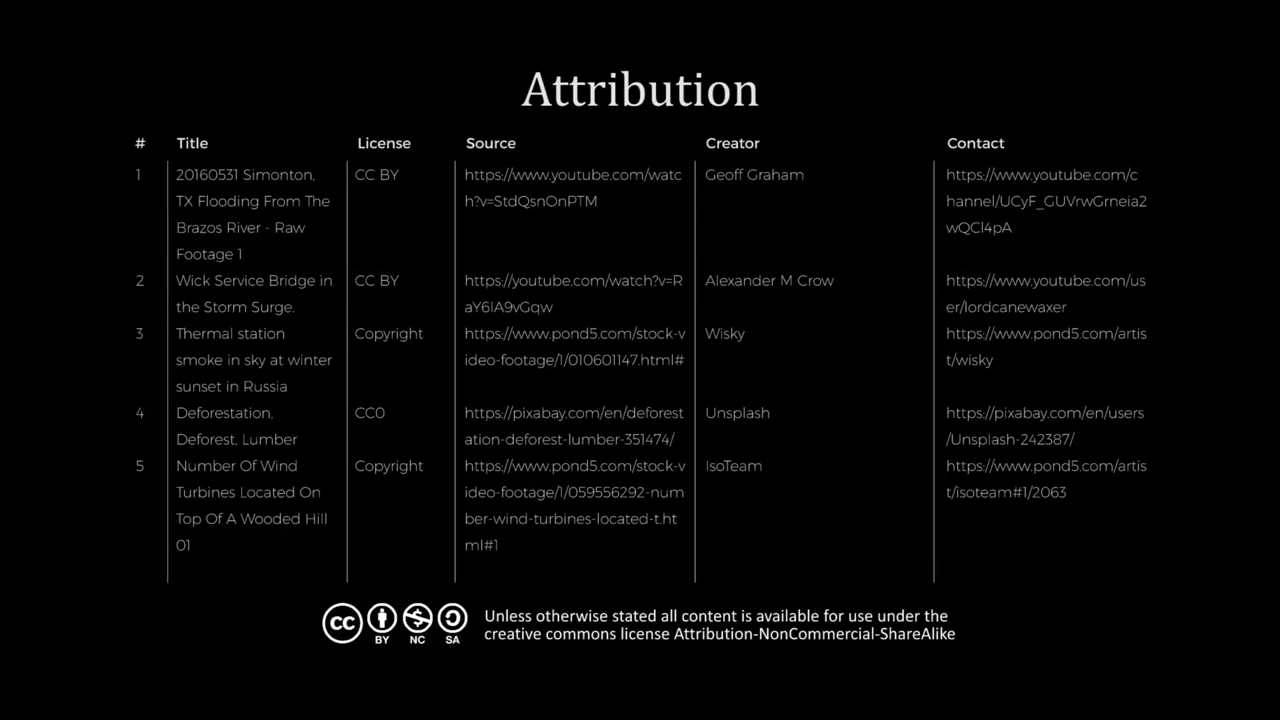 Attribution
# Title License Source Creator Contact
1 20160531 Simonton, CC BY https://www.youtube.com/watc Geoff Graham https://www.youtube.com/c
TX Flooding From The h?v=StdQsnOnPTM hannel/UCyF_GUVrwGrneia2
Brazos River - Raw wQCl4pA
Footage 1
2 Wick Service Bridge in CC BY https://youtube.com/watch?v=R Alexander M Crow https://www.youtube.com/us
the Storm Surge. aY6IA9vGqw er/lordcanewaxer
3 Thermal station Copyright https://www.pond5.com/stock-v Wisky https://www.pond5.com/artis
smoke in sky at winter ideo-footage/1/010601147.html# t/wisky
sunset in Russia
4 Deforestation, CC0 https://pixabay.com/en/deforest Unsplash https://pixabay.com/en/users
Deforest, Lumber ation-deforest-lumber-351474/ /Unsplash-242387/
5 Number Of Wind Copyright https://www.pond5.com/stock-v IsoTeam https://www.pond5.com/artis
Turbines Located On ideo-footage/1/059556292-num t/isoteam#1/2063
Top Of A Wooded Hill ber-wind-turbines-located-t.ht
01 ml#1
CC BY NC SA
Unless otherwise stated all content is available for use under the
creative commons license Attribution-NonCommercial-ShareAlike